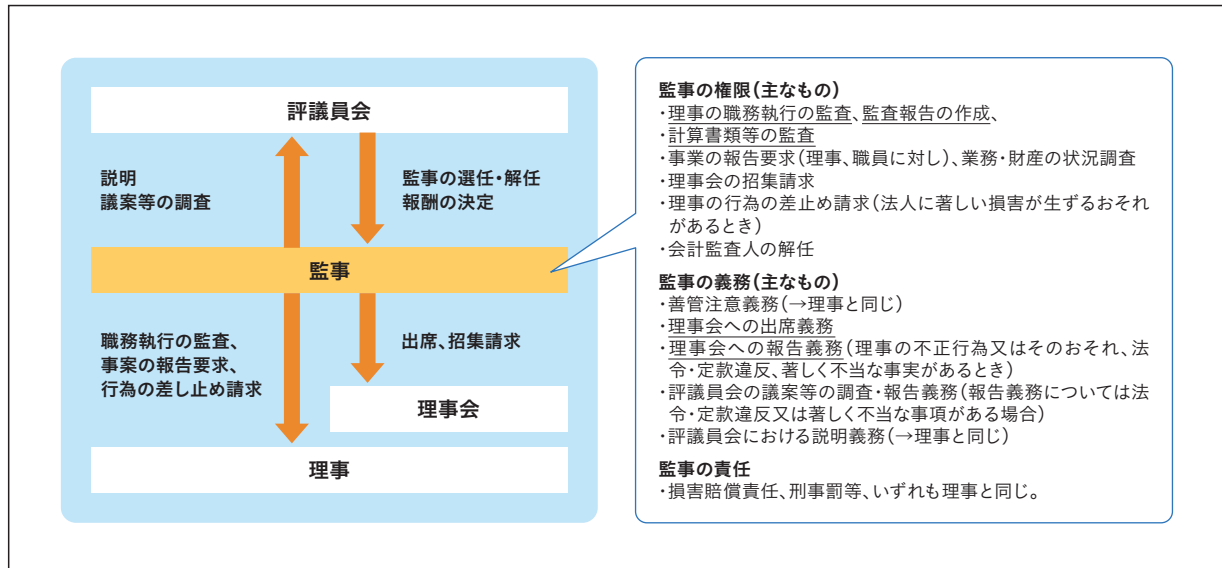 評議員会
説明
議案等の調査
監事の選任・解任
報酬の決定
監事
職務執行の監査、
事案の報告要求、
行為の差し止め請求
出席、招集請求
理事会
理事
監事の権限(主なもの)
・理事の職務執行の監査、監査報告の作成、
・計算書類等の監査
・事業の報告要求(理事、職員に対し)、業務・財産の状況調査
・理事会の招集請求
・理事の行為の差止め請求(法人に著しい損害が生ずるおそれ
があるとき)
・会計監査人の解任
監事の義務(主なもの)
・善管注意義務(→理事と同じ)
・理事会への出席義務
・理事会への報告義務(理事の不正行為又はそのおそれ、法
令・定款違反、著しく不当な事実があるとき)
・評議員会の議案等の調査・報告義務(報告義務については法
令・定款違反又は著しく不当な事項がある場合)
・評議員会における説明義務(→理事と同じ)
監事の責任
・損害賠償責任、刑事罰等、いずれも理事と同じ。